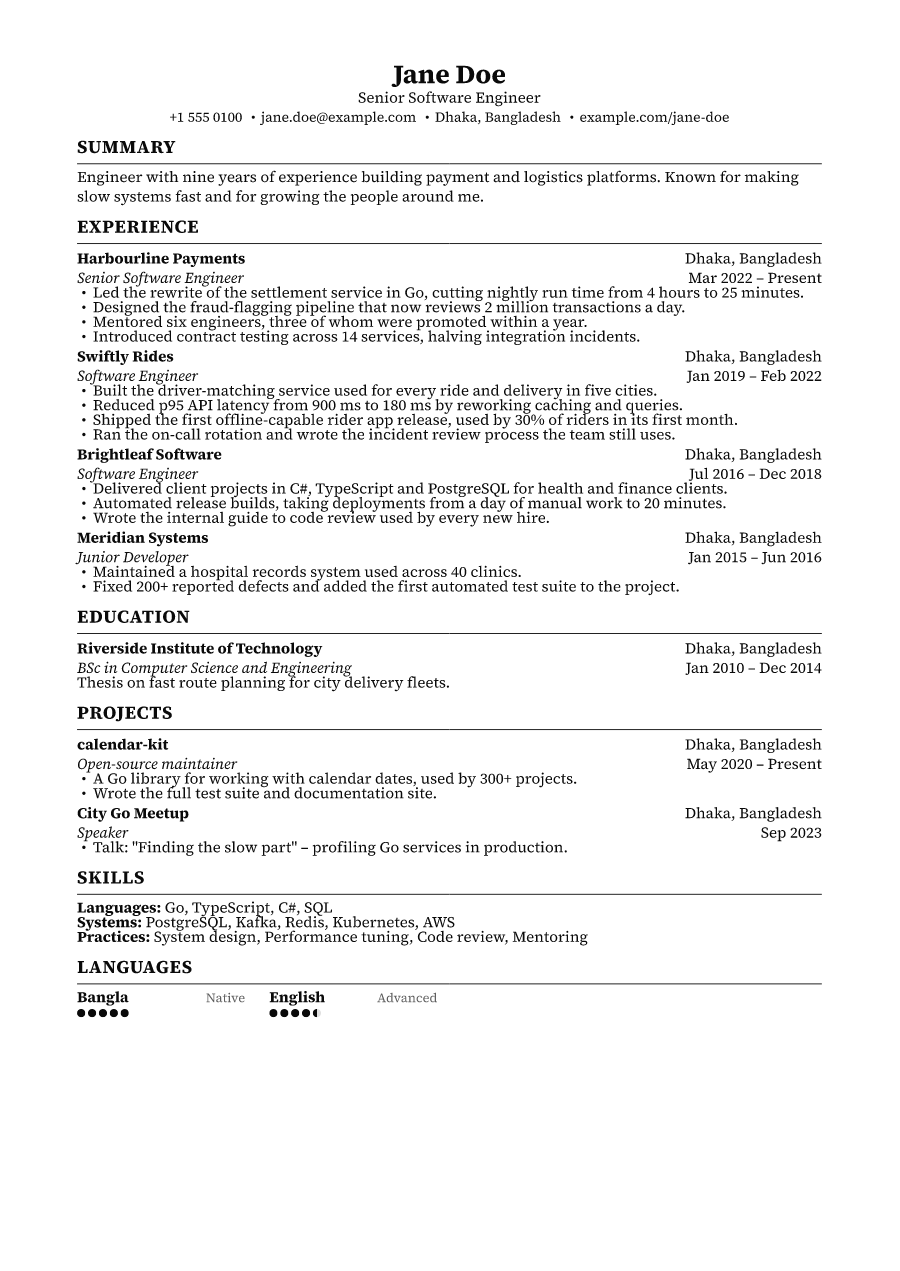 Jane Doe
Senior Software Engineer
+1 555 0100 • jane.doe@example.com • Dhaka, Bangladesh • example.com/jane-doe
SUMMARY
Engineer with nine years of experience building payment and logistics platforms. Known for making
slow systems fast and for growing the people around me.
EXPERIENCE
Harbourline Payments Dhaka, Bangladesh
Senior Software Engineer Mar 2022 – Present
• Led the rewrite of the settlement service in Go, cutting nightly run time from 4 hours to 25 minutes.
• Designed the fraud-flagging pipeline that now reviews 2 million transactions a day.
• Mentored six engineers, three of whom were promoted within a year.
• Introduced contract testing across 14 services, halving integration incidents.
Swiftly Rides Dhaka, Bangladesh
Software Engineer Jan 2019 – Feb 2022
• Built the driver-matching service used for every ride and delivery in five cities.
• Reduced p95 API latency from 900 ms to 180 ms by reworking caching and queries.
• Shipped the first offline-capable rider app release, used by 30% of riders in its first month.
• Ran the on-call rotation and wrote the incident review process the team still uses.
Brightleaf Software Dhaka, Bangladesh
Software Engineer Jul 2016 – Dec 2018
• Delivered client projects in C#, TypeScript and PostgreSQL for health and finance clients.
• Automated release builds, taking deployments from a day of manual work to 20 minutes.
• Wrote the internal guide to code review used by every new hire.
Meridian Systems Dhaka, Bangladesh
Junior Developer Jan 2015 – Jun 2016
• Maintained a hospital records system used across 40 clinics.
• Fixed 200+ reported defects and added the first automated test suite to the project.
EDUCATION
Riverside Institute of Technology Dhaka, Bangladesh
BSc in Computer Science and Engineering Jan 2010 – Dec 2014
Thesis on fast route planning for city delivery fleets.
PROJECTS
calendar-kit Dhaka, Bangladesh
Open-source maintainer May 2020 – Present
• A Go library for working with calendar dates, used by 300+ projects.
• Wrote the full test suite and documentation site.
City Go Meetup Dhaka, Bangladesh
Speaker Sep 2023
• Talk: "Finding the slow part" – profiling Go services in production.
SKILLS
Languages: Go, TypeScript, C#, SQL
Systems: PostgreSQL, Kafka, Redis, Kubernetes, AWS
Practices: System design, Performance tuning, Code review, Mentoring
LANGUAGES
Bangla Native English Advanced